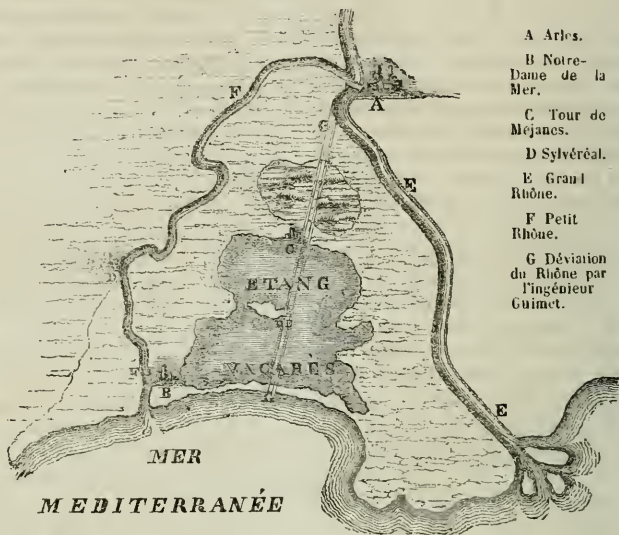 A Arles.
B Notre-
Dame de la
Mer.
C Tour de
Mejanes.
D Sylvéréal.
E Grand
Rhône.
F Petit
Rhône.
G Déviation
du Rhône par
l'ingénieur
Guimet.
F
A
G
E
C
ETANG
VACARÈS
F
B
G
E
MER
MEDITERRANÉE